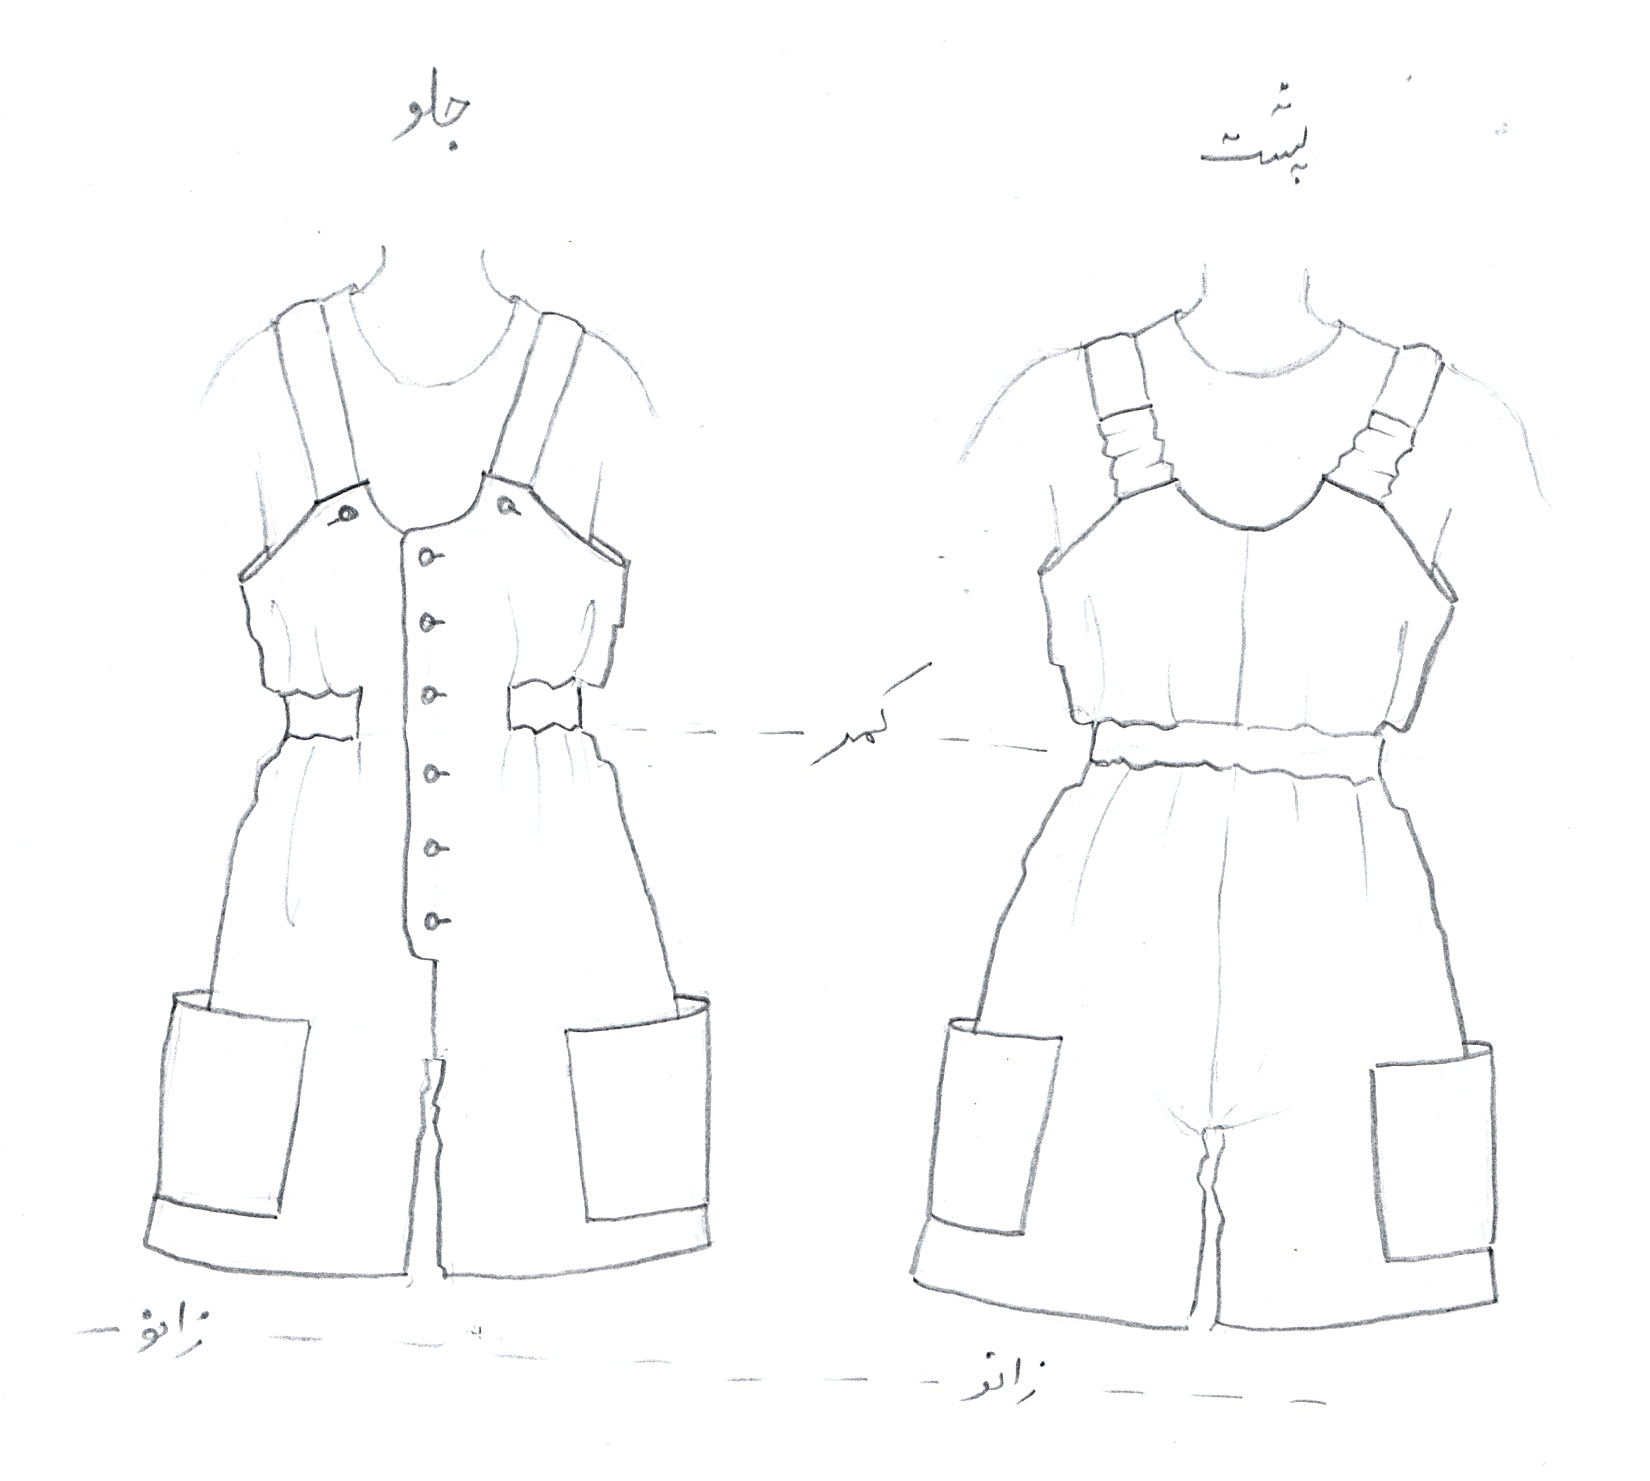 جلو
پشت
کمر
زانو
زانو